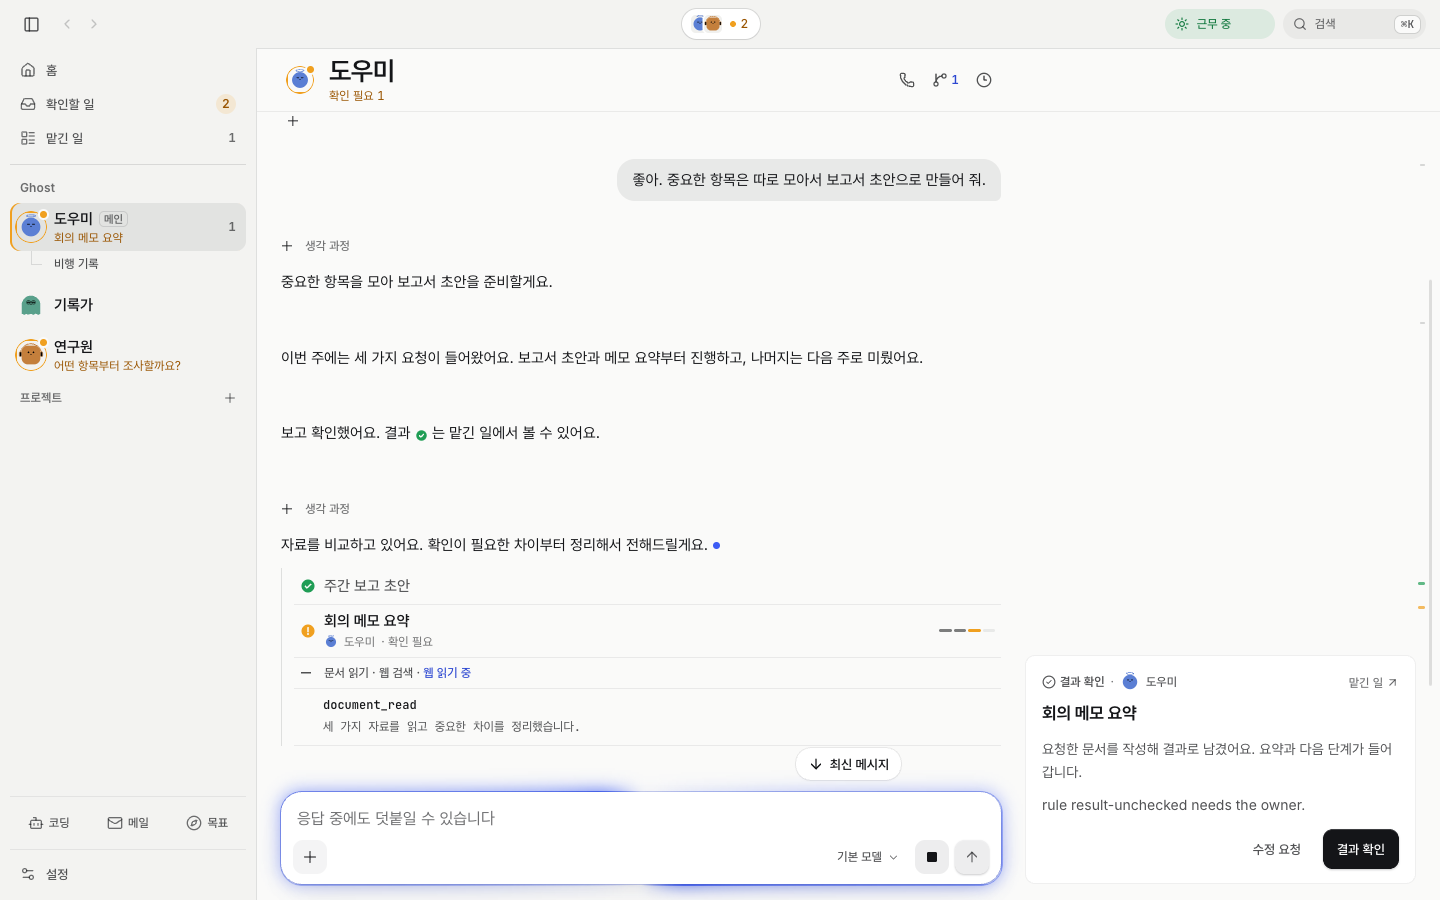 2
근무 중
검색
⌘K
홈
확인할 일
2
맡긴 일
1
Ghost
도우미
메인
회의 메모 요약
1
비행 기록
기록가
연구원
어떤 항목부터 조사할까요?
프로젝트
코딩
메일
목표
설정
도우미
확인 필요 1
1
좋아. 중요한 항목은 따로 모아서 보고서 초안으로 만들어 줘.
생각 과정
중요한 항목을 모아 보고서 초안을 준비할게요.
이번 주에는 세 가지 요청이 들어왔어요. 보고서 초안과 메모 요약부터 진행하고, 나머지는 다음 주로 미뤘어요.
보고 확인했어요. 결과 는 맡긴 일에서 볼 수 있어요.
생각 과정
자료를 비교하고 있어요. 확인이 필요한 차이부터 정리해서 전해드릴게요.
주간 보고 초안
회의 메모 요약
도우미 · 확인 필요
문서 읽기 · 웹 검색 · 웹 읽기 중
document_read
세 가지 자료를 읽고 중요한 차이를 정리했습니다.
최신 메시지
응답 중에도 덧붙일 수 있습니다
기본 모델
결과 확인 · 도우미
맡긴 일
회의 메모 요약
요청한 문서를 작성해 결과로 남겼어요. 요약과 다음 단계가 들어
갑니다.
rule result-unchecked needs the owner.
수정 요청
결과 확인